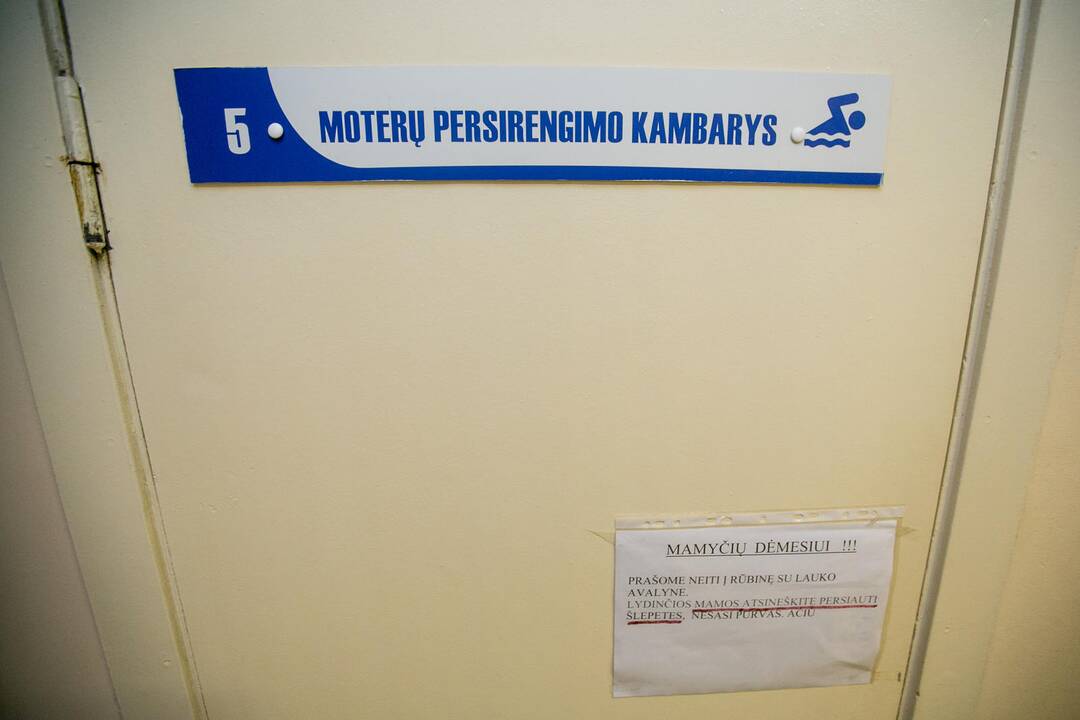 5 MOTERŲ PERSIRENGIMO KAMBARYS
MAMYČIŲ DĖMESIUI !!!
PRAŠOME NEITI Į RŪBINĘ SU LAUKO
AVALYNE.
LYDINČIOS MAMOS ATSINEŠKITE PERSIAUTI
ŠLEPETES, NESASI PURVAS. AČIŪ